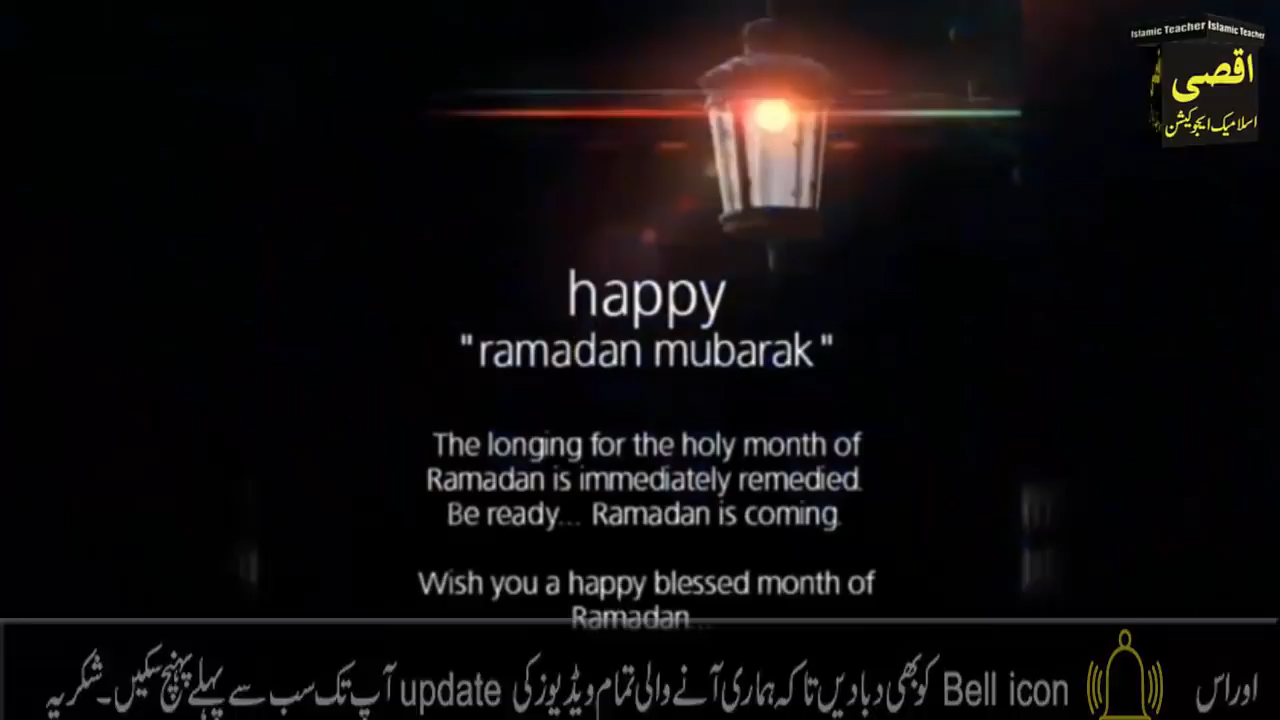 Islamic Teacher Islamic Teacher
اقصی
اسلامیک ایجوکیشن
happy
"ramadan mubarak"
The longing for the holy month of
Ramadan is immediately remedied.
Be ready... Ramadan is coming.
Wish you a happy blessed month of
Ramadan...
اور اس Bell icon کو بھی دبا دیں تا کہ ہماری آنے والی تمام ویڈیوز کی update آپ تک سب سے پہلے پہنچ سکیں۔ شکریہ